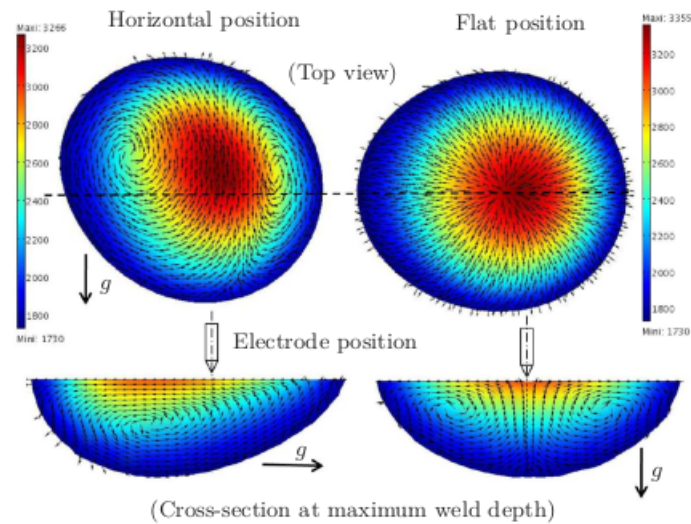 Horizontal position
Flat position
Maxi: 3266
Maxi: 3355
(Top view)
3200
3000
2800
2600
2400
2200
2000
1800
Mini: 1730
3200
3000
2800
2600
2400
2200
2000
1800
Mini: 1730
g
Electrode position
g
g
(Cross-section at maximum weld depth)